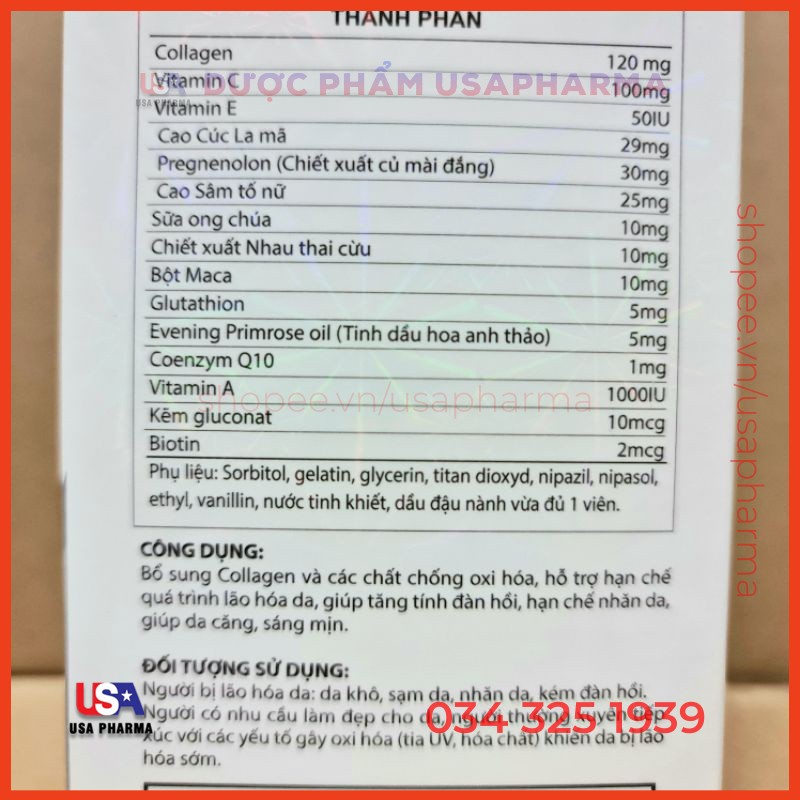 THÀNH PHẦN
Collagen 120 mg
Vitamin C 100mg
Vitamin E 50IU
Cao Cúc La mã 29mg
Pregnenolon (Chiết xuất củ mài đắng) 30mg
Cao Sâm tố nữ 25mg
Sữa ong chúa 10mg
Chiết xuất Nhau thai cừu 10mg
Bột Maca 10mg
Glutathion 5mg
Evening Primrose oil (Tinh dầu hoa anh thảo) 5mg
Coenzym Q10 1mg
Vitamin A 1000IU
Kẽm gluconat 10mcg
Biotin 2mcg
Phụ liệu: Sorbitol, gelatin, glycerin, titan dioxyd, nipazil, nipasol,
ethyl, vanillin, nước tinh khiết, dầu đậu nành vừa đủ 1 viên.
CÔNG DỤNG:
Bổ sung Collagen và các chất chống oxi hóa, hỗ trợ hạn chế
quá trình lão hóa da, giúp tăng tính đàn hồi, hạn chế nhăn da,
giúp da căng, sáng mịn.
ĐỐI TƯỢNG SỬ DỤNG:
Người bị lão hóa da: da khô, sạm da, nhăn da, kém đàn hồi.
Người có nhu cầu làm đẹp cho da, người thường xuyên tiếp
xúc với các yếu tố gây oxi hóa (tia UV, hóa chất) khiến da bị lão
hóa sớm.
USA DƯỢC PHẨM USAPHARMA
USA PHARMA
shopee.vn/usapharma
shopee.vn/usapharma
USA
USA PHARMA
034 325 1939